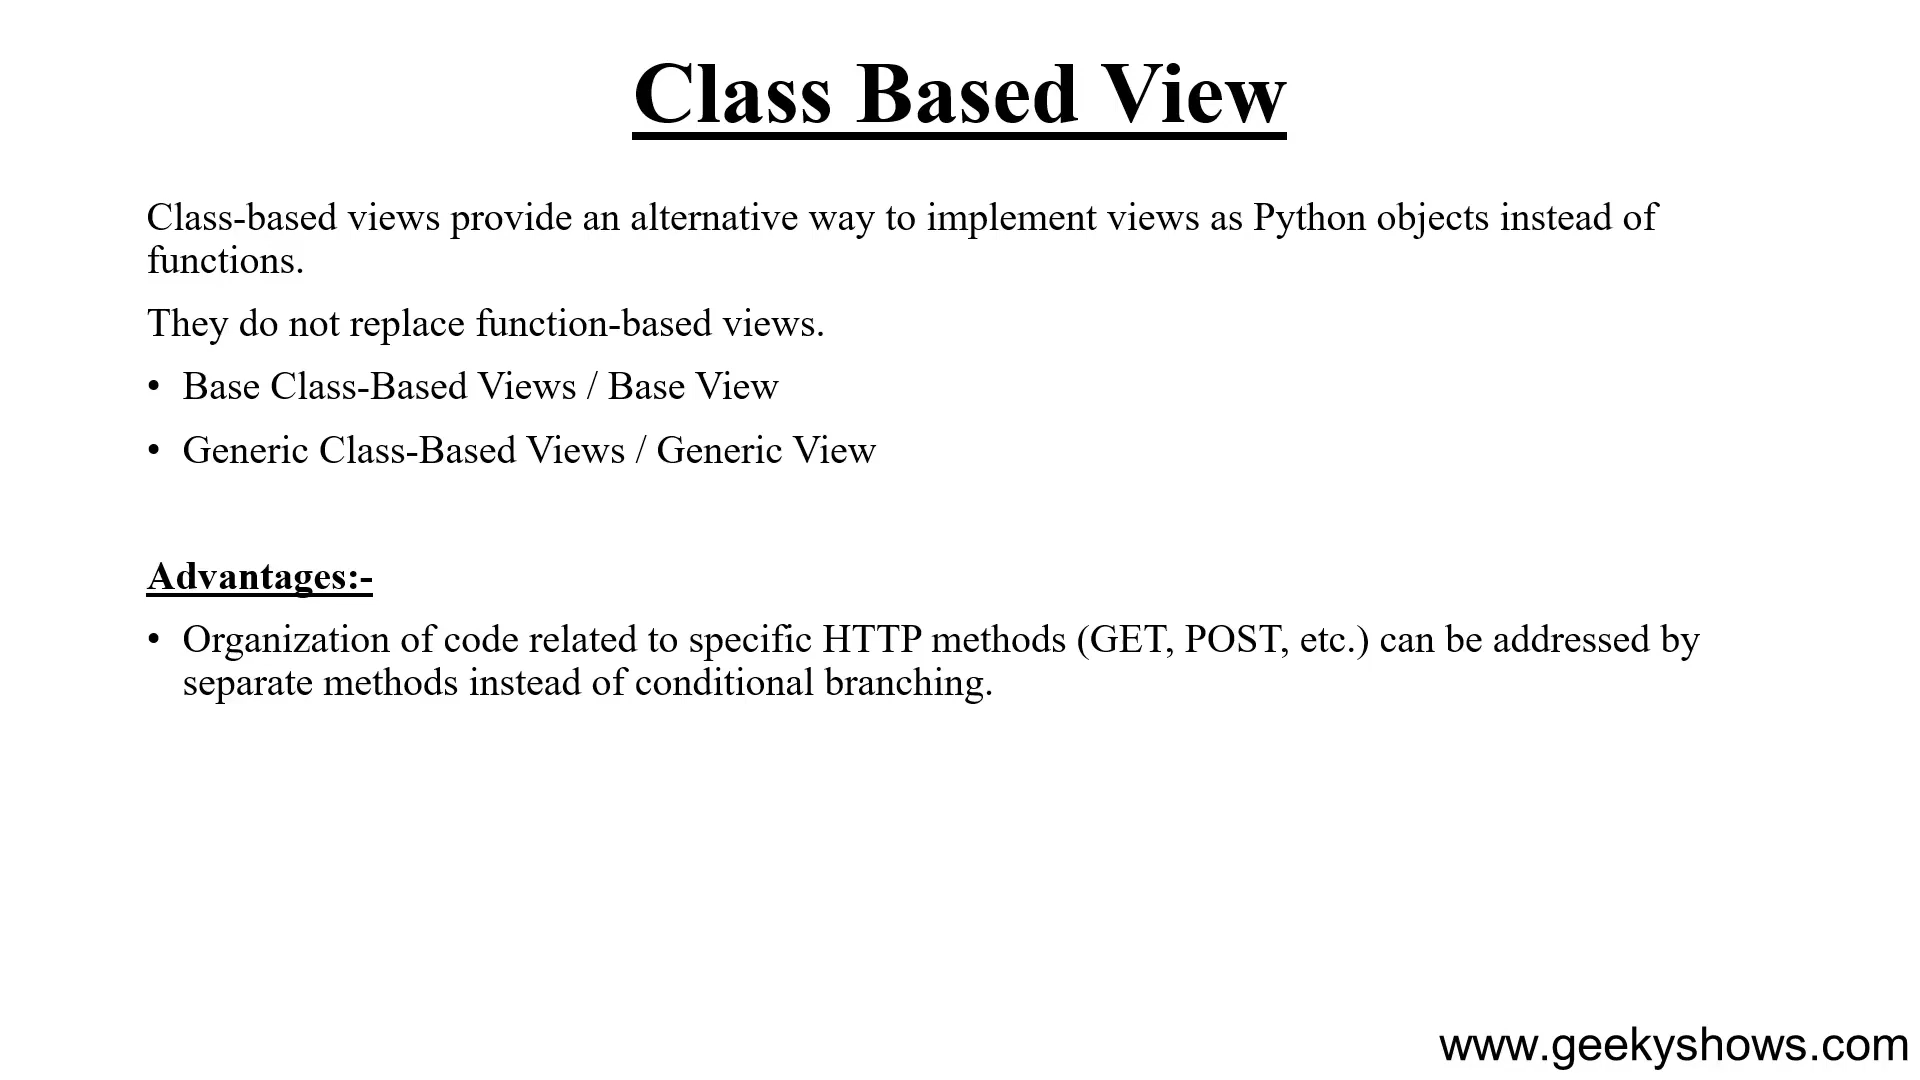 Class Based View
Class-based views provide an alternative way to implement views as Python objects instead of
functions.
They do not replace function-based views.
• Base Class-Based Views / Base View
• Generic Class-Based Views / Generic View
Advantages:-
• Organization of code related to specific HTTP methods (GET, POST, etc.) can be addressed by
separate methods instead of conditional branching.
www.geekyshows.com